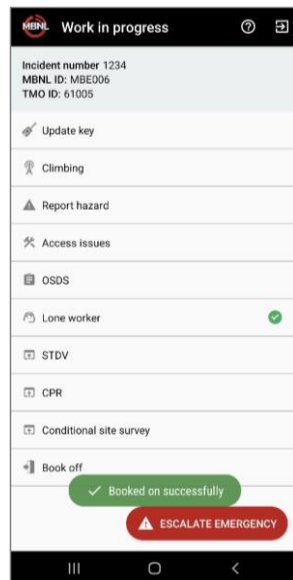 MBNL Work in progress
Incident number 1234
MBNL ID: MBE006
TMO ID: 61005
Update key
Climbing
Report hazard
Access issues
OSDS
Lone worker
STDV
CPR
Conditional site survey
Book off
Booked on successfully
ESCALATE EMERGENCY